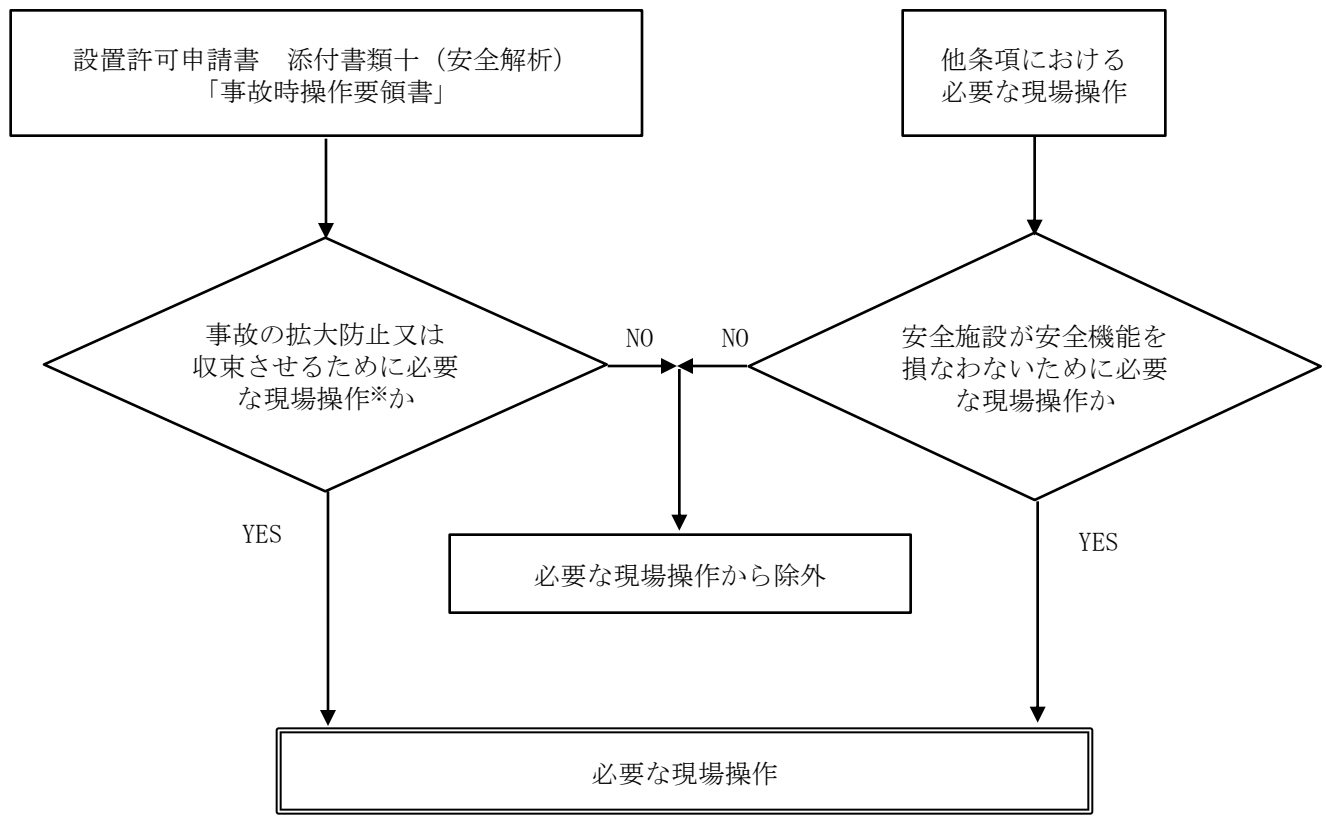 設置許可申請書　添付書類十（安全解析）
「事故時操作要領書」
他条項における
必要な現場操作
事故の拡大防止又は
収束させるために必要
な現場操作※か
NO
NO
安全施設が安全機能を
損なわないために必要
な現場操作か
YES
必要な現場操作から除外
YES
必要な現場操作